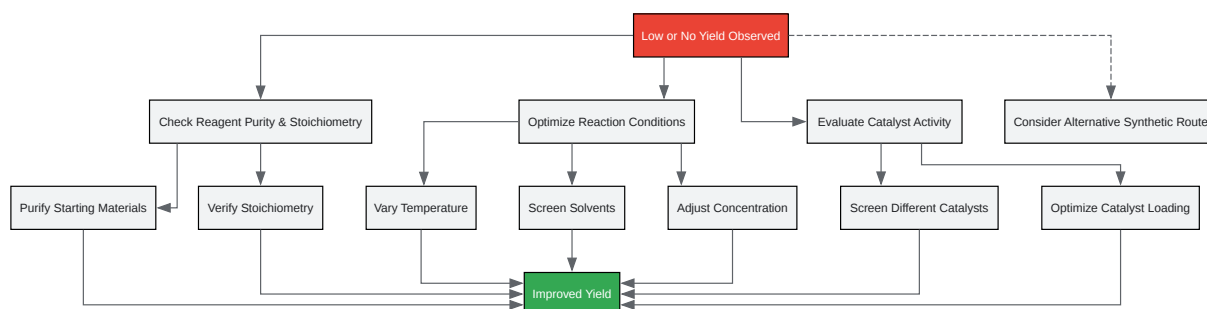 Low or No Yield Observed
Check Reagent Purity & Stoichiometry
Optimize Reaction Conditions
Evaluate Catalyst Activity
Consider Alternative Synthetic Route
Purify Starting Materials
Verify Stoichiometry
Vary Temperature
Screen Solvents
Adjust Concentration
Screen Different Catalysts
Optimize Catalyst Loading
Improved Yield